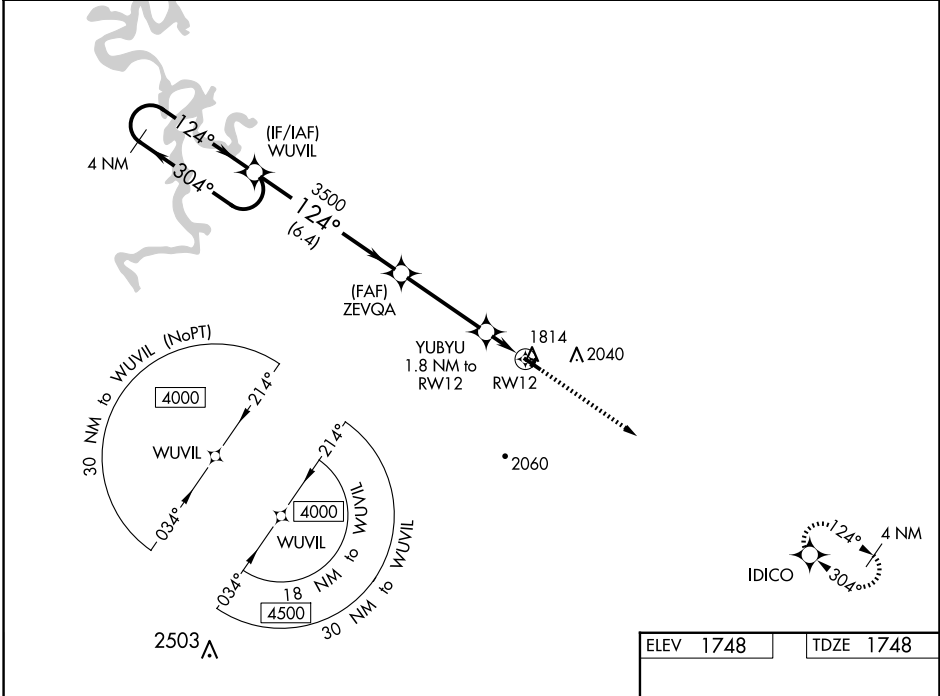 124°
304°
4 NM
(IF/IAF)
WUVIL
3500
124°
(6.4)
(FAF)
ZEVQA
YUBYU
1.8 NM to
RW12
RW12
1814
2040
2060
30 NM to WUVIL (NoPT)
4000
214°
WUVIL
034°
214°
4000
WUVIL
034°
18 NM to WUVIL
4500
30 NM to WUVIL
2503
124°
4 NM
IDICO
304°
ELEV 1748
TDZE 1748